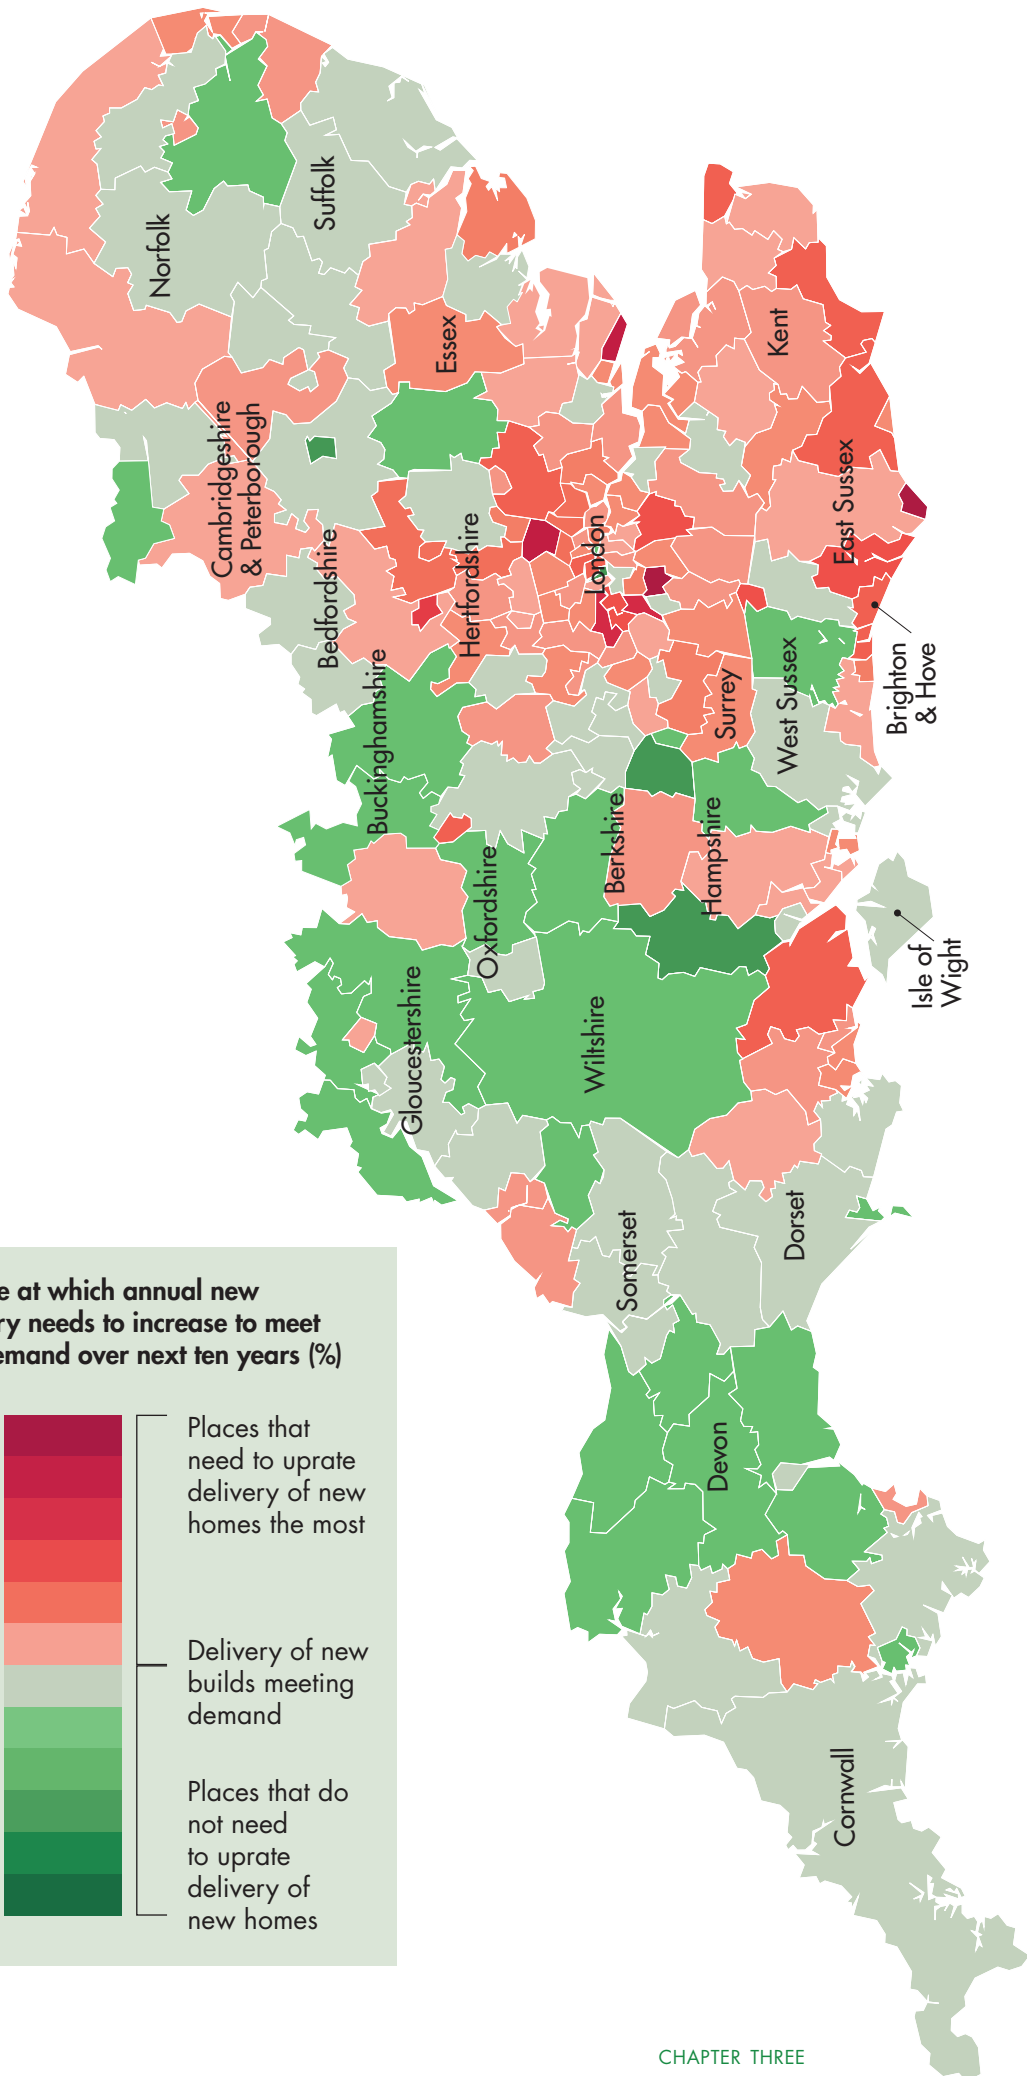 Norfolk
Suffolk
Essex
Kent
Cambridgeshire
& Peterborough
East Sussex
Bedfordshire
Hertfordshire
London
Buckinghamshire
Surrey
West Sussex
Brighton
& Hove
Berkshire
Hampshire
Oxfordshire
Isle of
Wight
Gloucestershire
Wiltshire
Somerset
Dorset
Devon
Cornwall
e at which annual new
ry needs to increase to meet
emand over next ten years (%)
Places that
need to uprate
delivery of new
homes the most
Delivery of new
builds meeting
demand
Places that do
not need
to uprate
delivery of
new homes
CHAPTER THREE